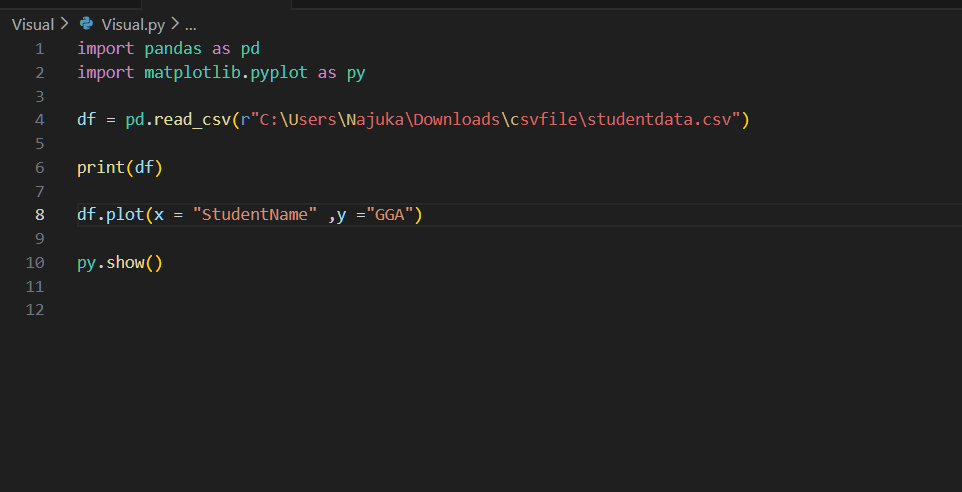 Visual > Visual.py > ...
1 import pandas as pd
2 import matplotlib.pyplot as py
3
4 df = pd.read_csv(r"C:\Users\Najuka\Downloads\csvfile\studentdata.csv")
5
6 print(df)
7
8 df.plot(x = "StudentName" ,y ="GGA")
9
10 py.show()
11
12